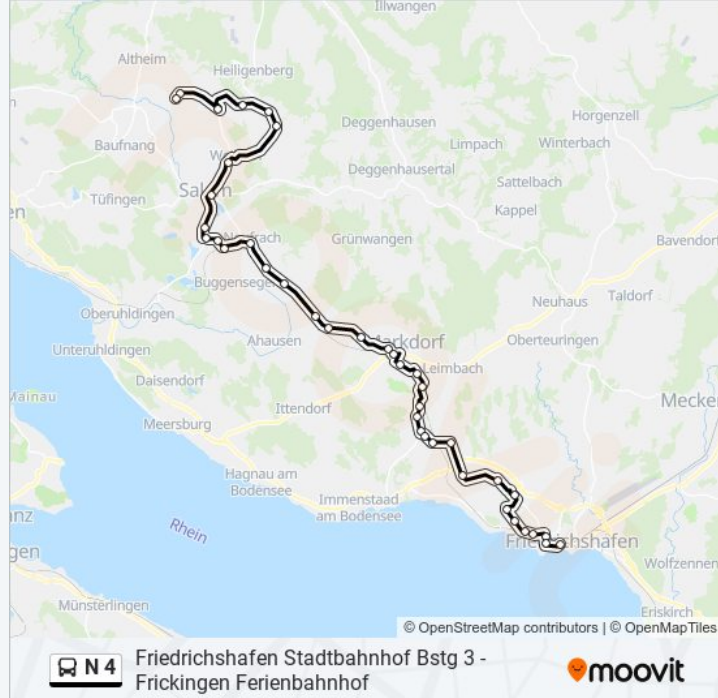 Illwangen
Altheim
Heiligenberg
Horgenzell
Deggenhausen
Limpach
Winterbach
Baufnang
Deggenhausertal
Sattelbach
Tüfingen
Kappel
Grünwangen
Bavendorf
Taldorf
Neuhaus
Oberuhldingen
Oberteuringen
Unteruhldingen
Ahausen
Leimbach
Daisendorf
Ittendorf
Meersburg
Hagnau am
Bodensee
Immenstaad
am Bodensee
Rhein
Friedrichshafen
Wolfzennen
Münsterlingen
Eriskirch
© OpenStreetMap contributors | © OpenMapTiles
N 4
Friedrichshafen Stadtbahnhof Bstg 3 -
Frickingen Ferienbahnhof
moovit